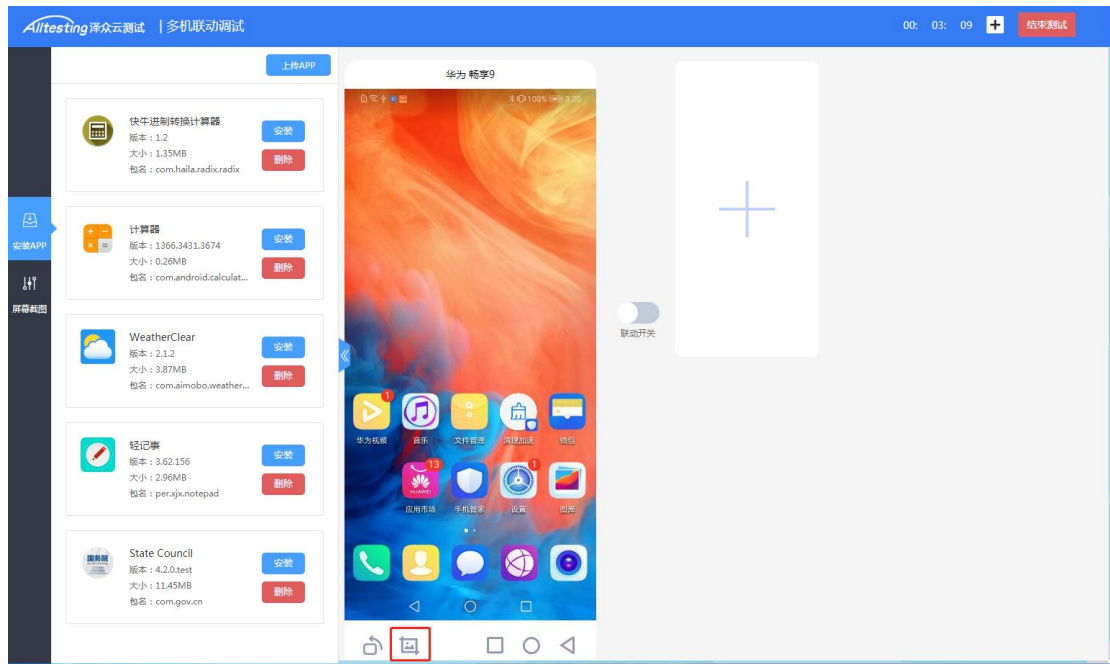 Alltesting泽众云测试 | 多机联动调试
00: 03: 09
结束测试
上传APP
安装APP
屏幕截图
快牛进制转换计算器
版本：1.2
大小：1.35MB
包名：com.haila.radix.radix
安装
删除
计算器
版本：1366.3431.3674
大小：0.26MB
包名：com.android.calculat...
安装
删除
WeatherClear
版本：2.1.2
大小：3.87MB
包名：com.aimobo.weather...
安装
删除
轻记事
版本：3.62.156
大小：2.96MB
包名：per.xjx.notepad
安装
删除
国务院
State Council
版本：4.2.0.test
大小：11.45MB
包名：com.gov.cn
安装
删除
华为 畅享9
100% 3:20
1
华为视频 音乐 文件管理 清理加速 钱包
13 1
HUAWEI
应用市场 手机管家 设置 图库
联动开关